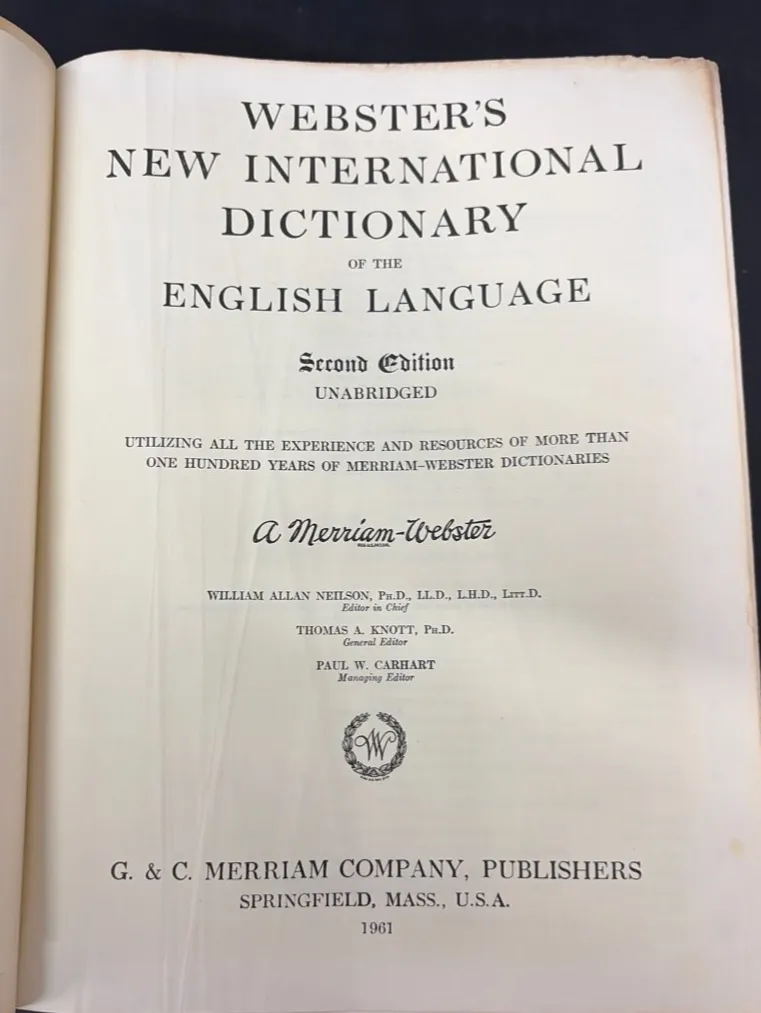 WEBSTER'S
NEW INTERNATIONAL
DICTIONARY
OF THE
ENGLISH LANGUAGE
Second Edition
UNABRIDGED
UTILIZING ALL THE EXPERIENCE AND RESOURCES OF MORE THAN
ONE HUNDRED YEARS OF MERRIAM-WEBSTER DICTIONARIES
A Merriam-Webster
WILLIAM ALLAN NEILSON, PH.D., LL.D., L.H.D., LITT.D.
Editor in Chief
THOMAS A. KNOTT, PH.D.
General Editor
PAUL W. CARHART
Managing Editor
W
G. & C. MERRIAM COMPANY, PUBLISHERS
SPRINGFIELD, MASS., U.S.A.
1961